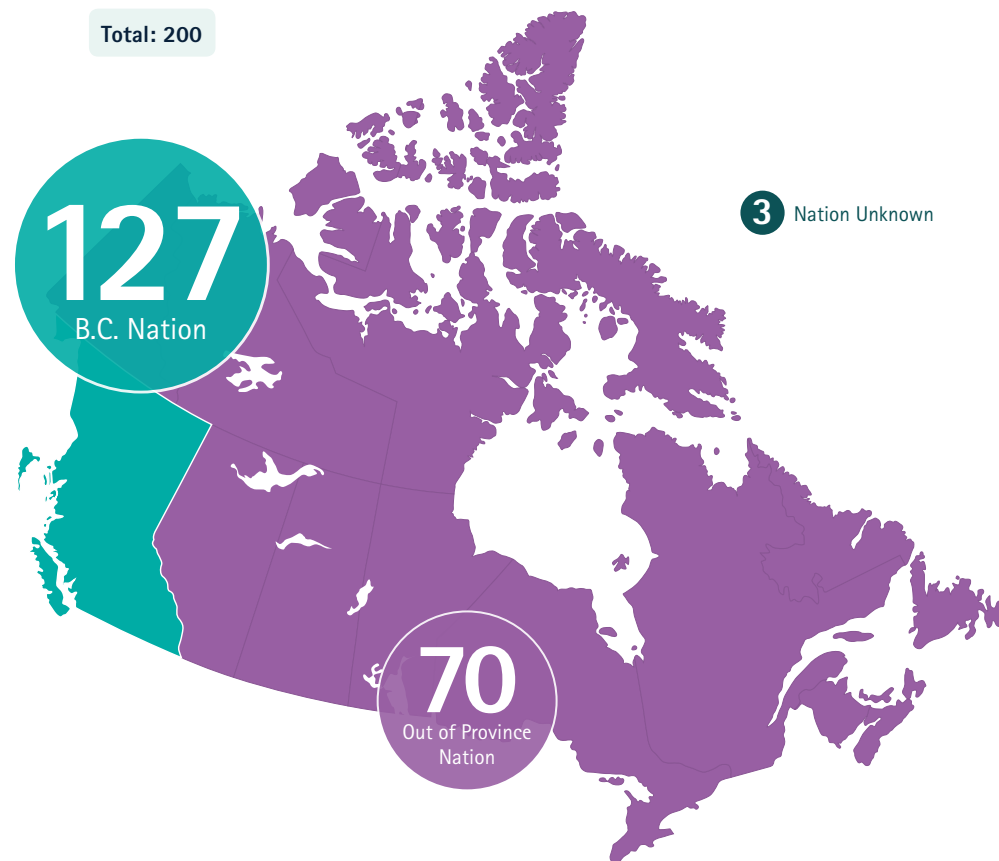 Total: 200
127
B.C. Nation
3 Nation Unknown
70
Out of Province
Nation